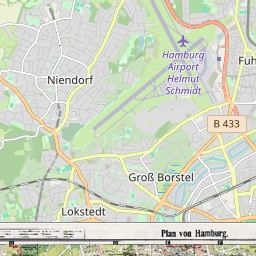 Hamburg
Airport
Helmut
Schmidt
Fuh
Niendorf
B 433
Groß Borstel
Lokstedt
Plan von Hamburg.